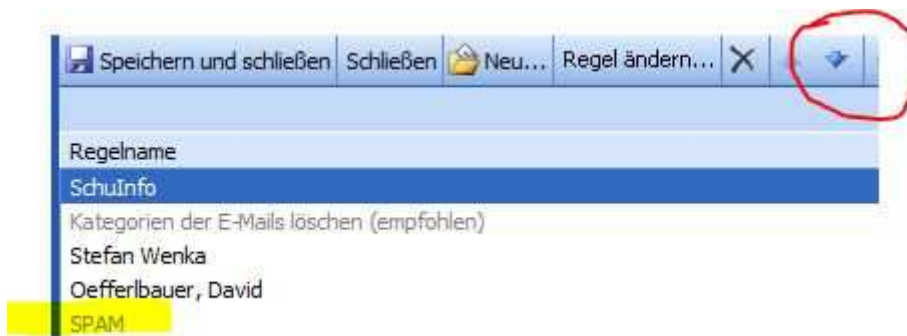 Speichern und schließen Schließen Neu... Regel ändern...
Regelname
SchuInfo
Kategorien der E-Mails löschen (empfohlen)
Stefan Wenka
Oefferlbauer, David
SPAM